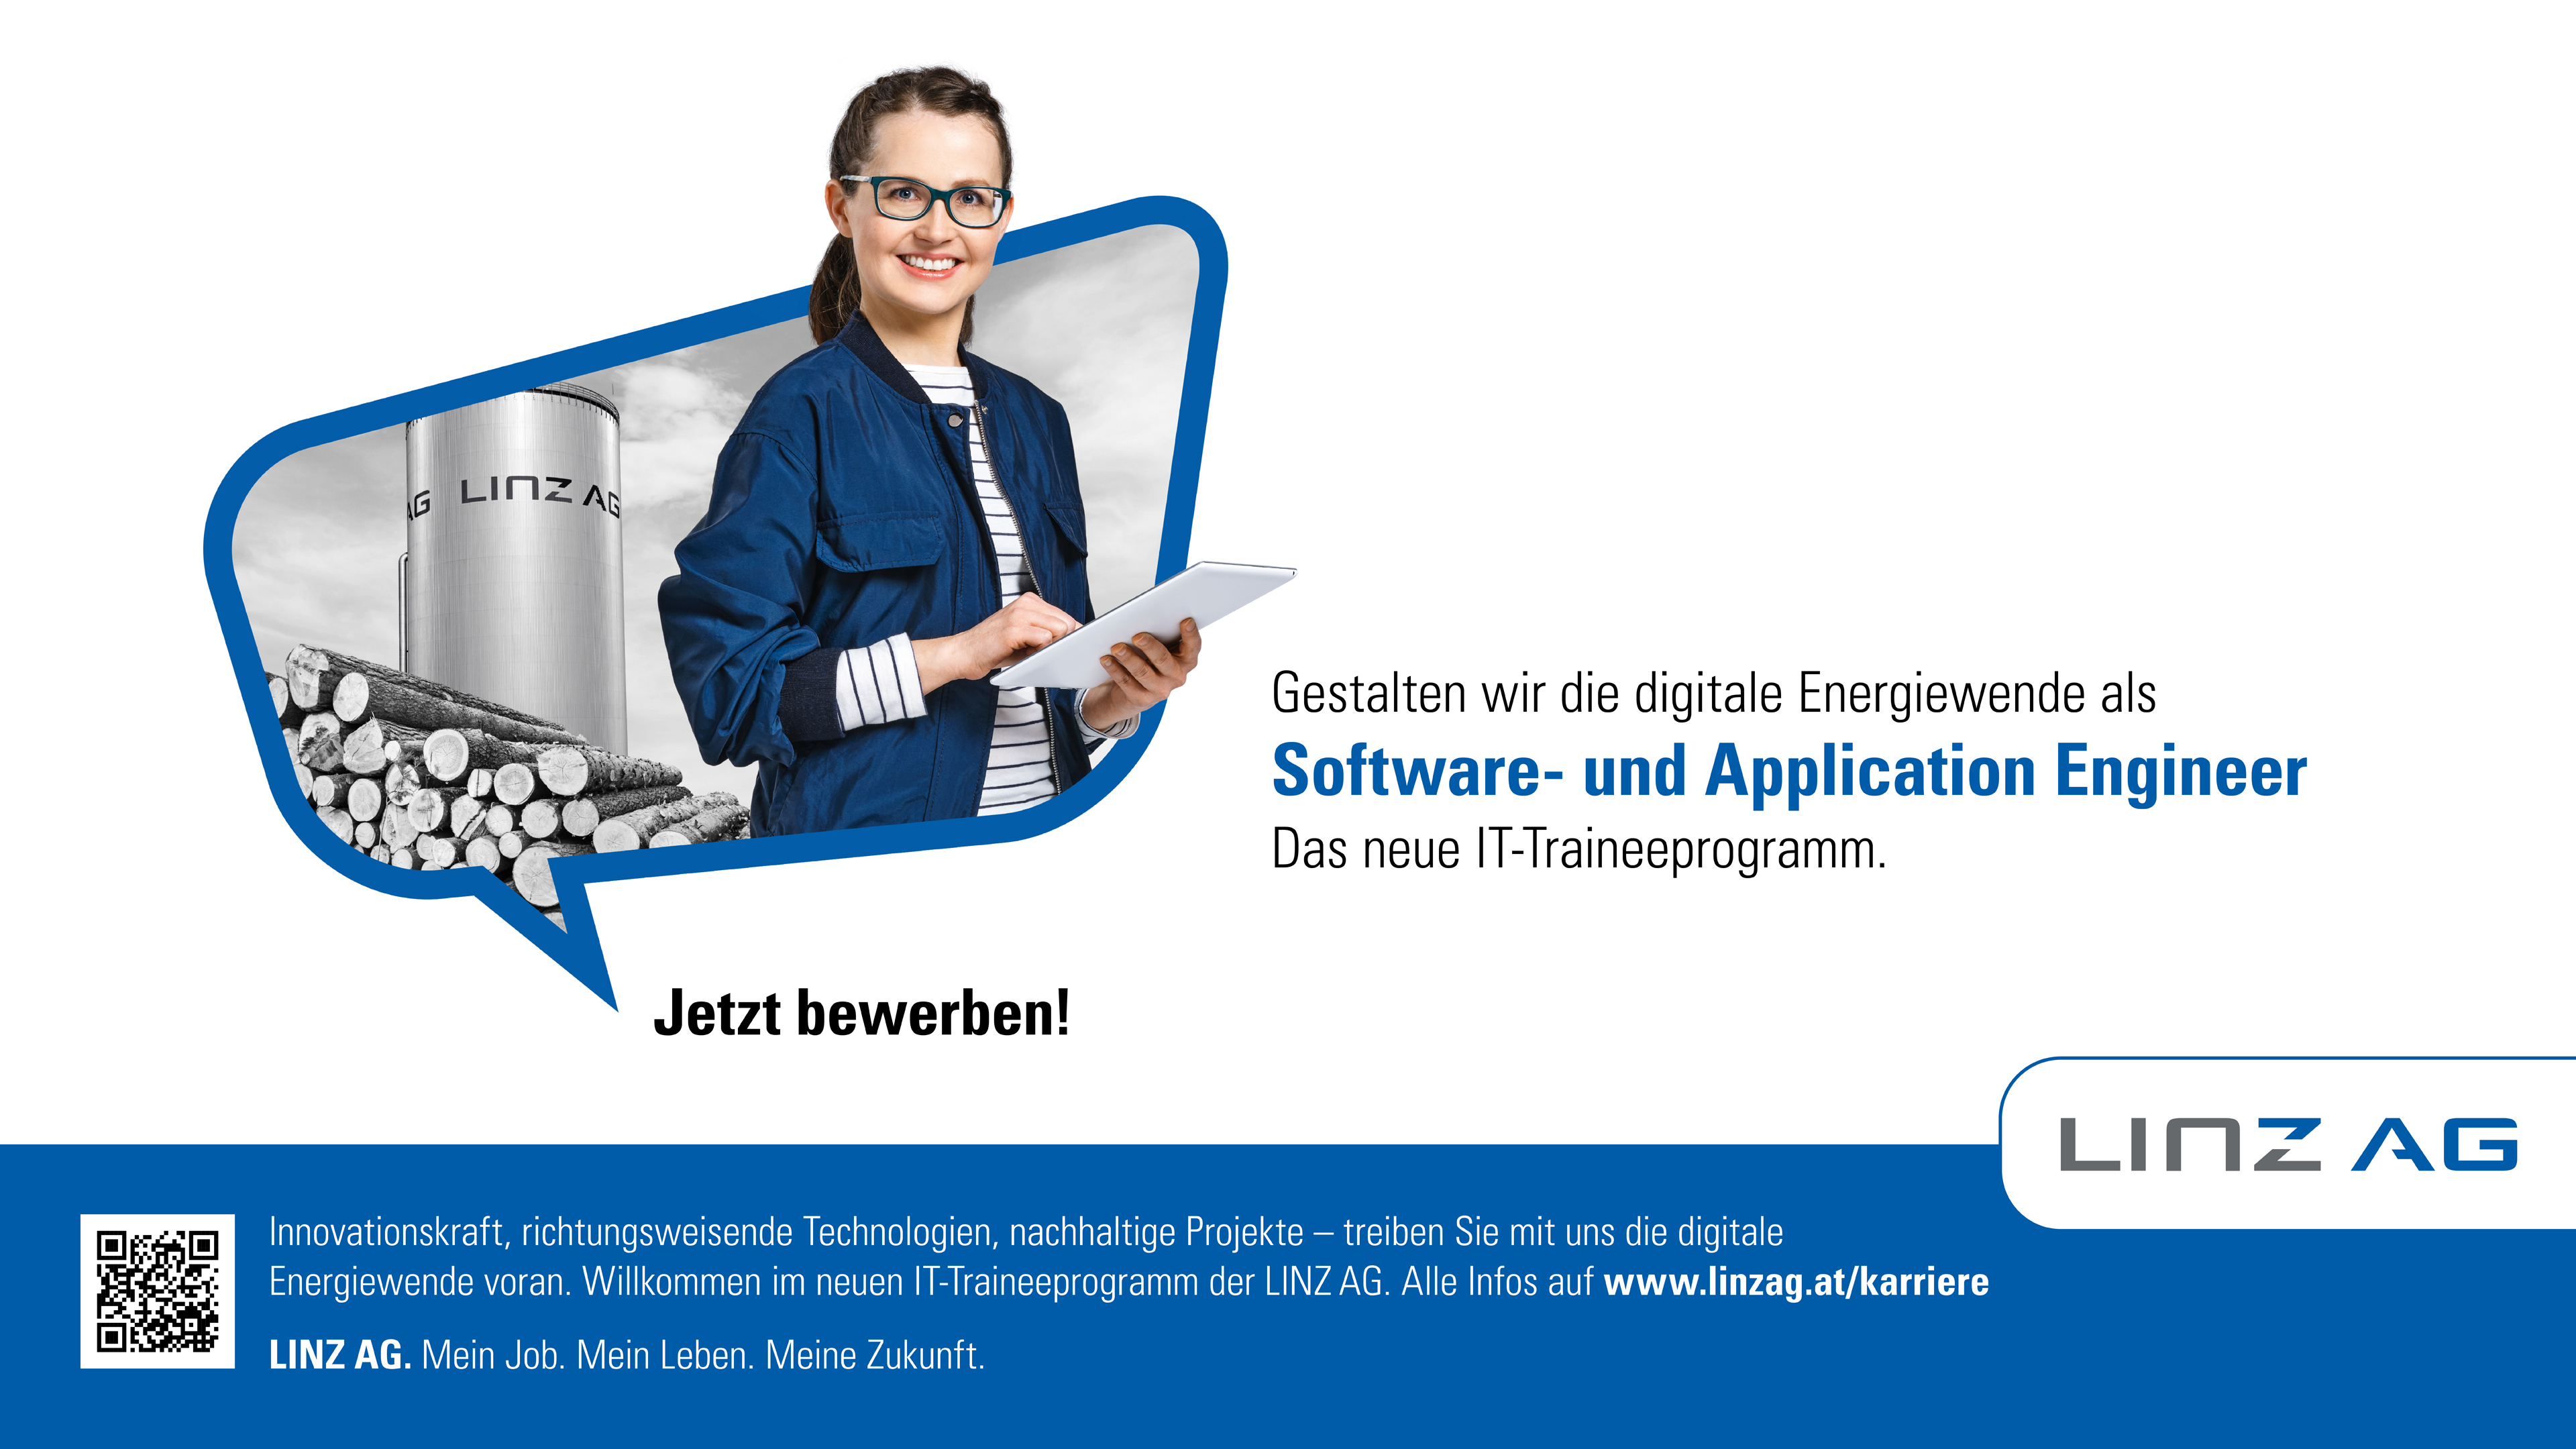 AG LINZ AG
Gestalten wir die digitale Energiewende als
Software- und Application Engineer
Das neue IT-Traineeprogramm.
Jetzt bewerben!
LINZ AG
Innovationskraft, richtungsweisende Technologien, nachhaltige Projekte – treiben Sie mit uns die digitale
Energiewende voran. Willkommen im neuen IT-Traineeprogramm der LINZ AG. Alle Infos auf www.linzag.at/karriere
LINZ AG. Mein Job. Mein Leben. Meine Zukunft.